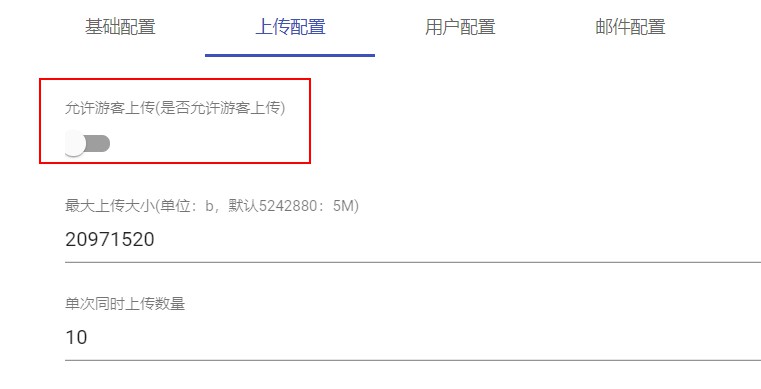 基础配置 上传配置 用户配置 邮件配置
允许游客上传(是否允许游客上传)
最大上传大小(单位：b，默认5242880：5M)
20971520
单次同时上传数量
10